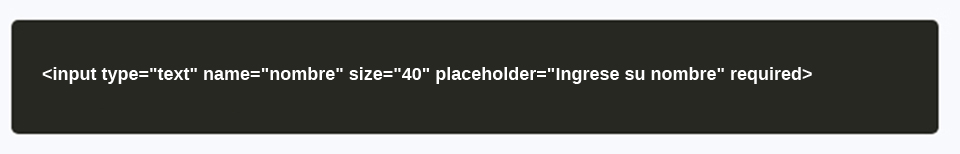 <input type="text" name="nombre" size="40" placeholder="Ingrese su nombre" required>